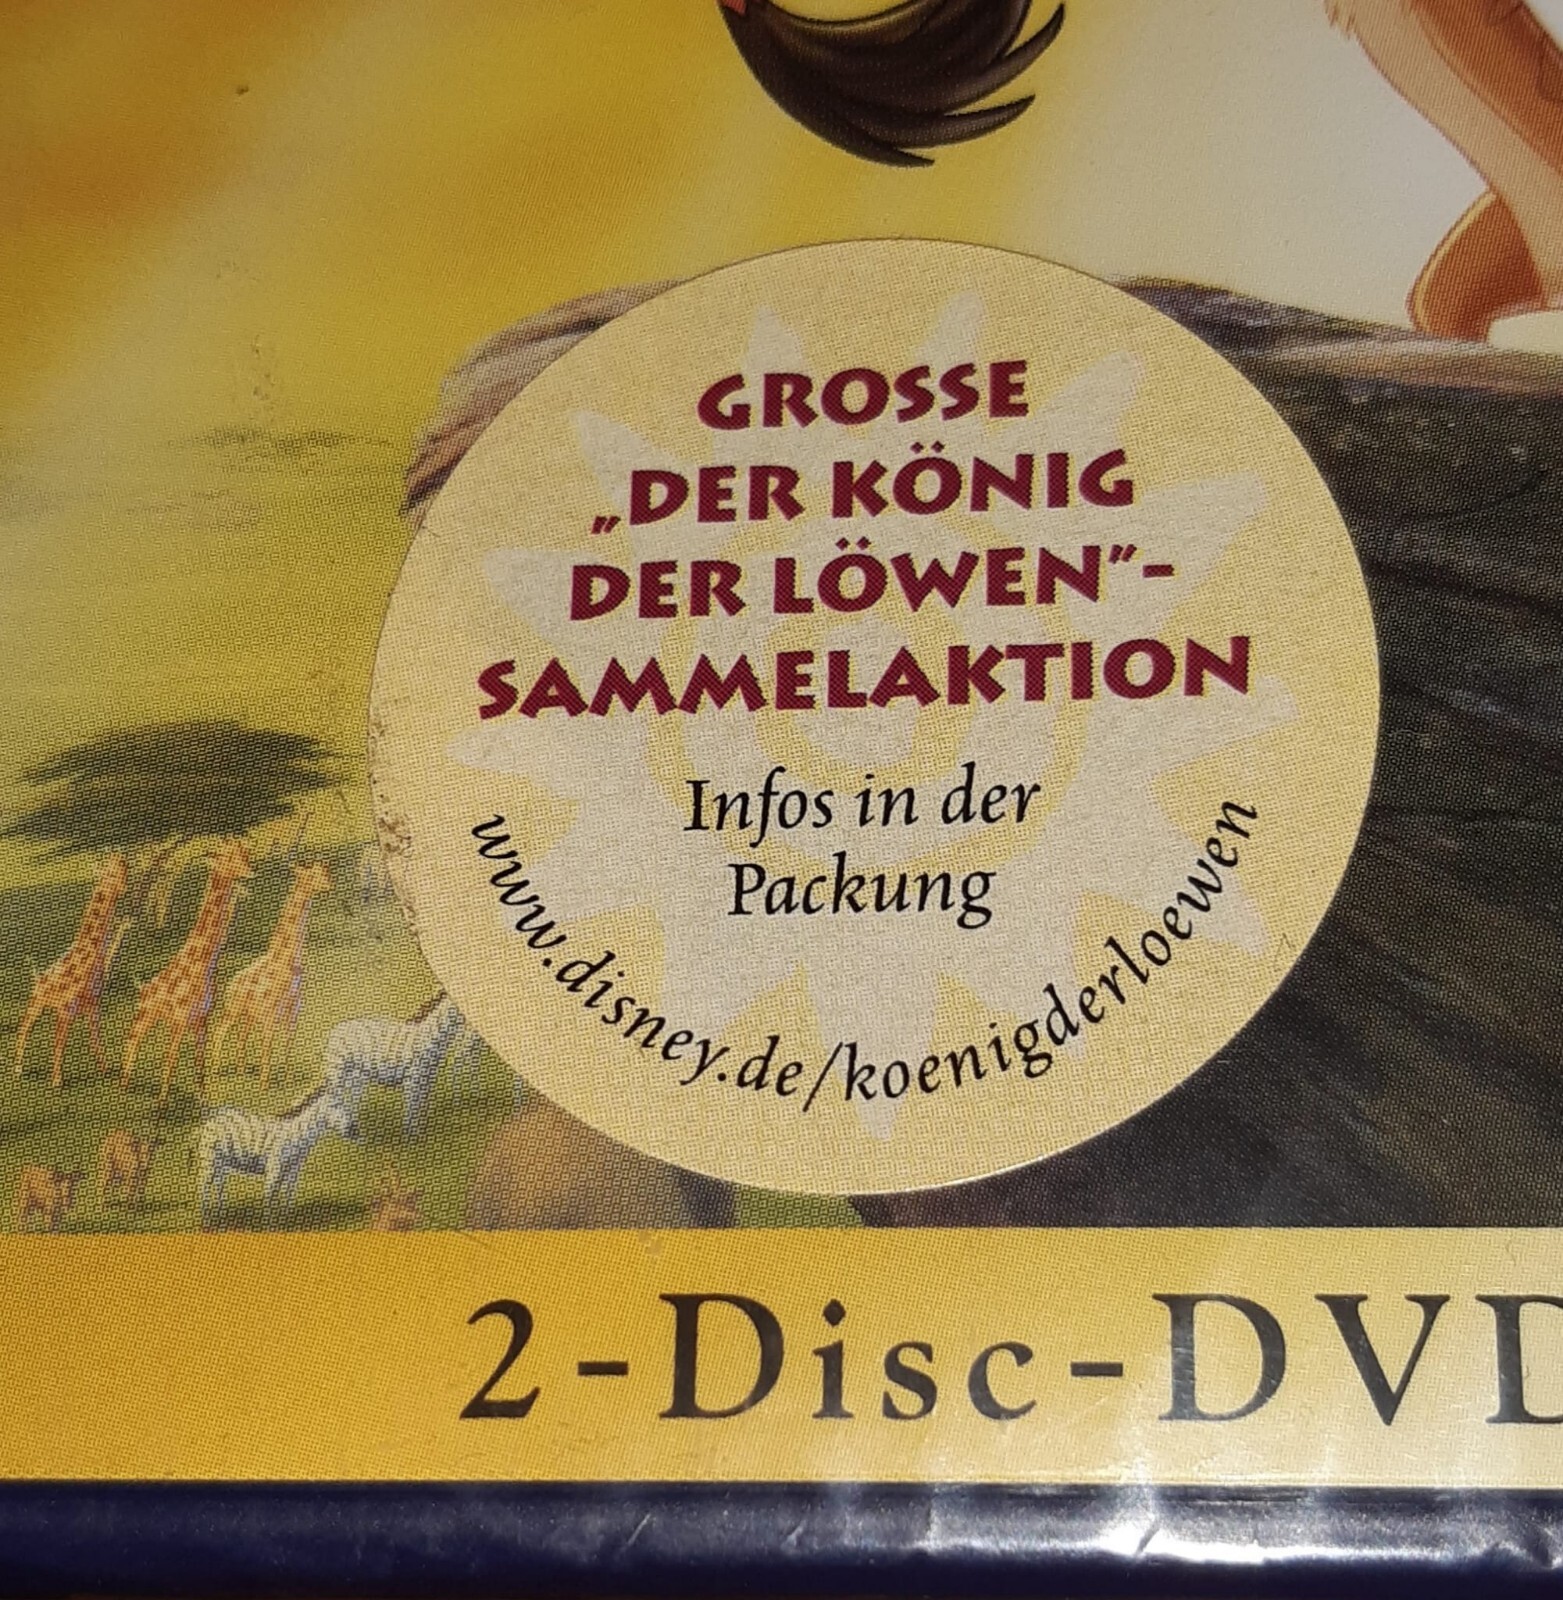 GROSSE
„DER KÖNIG
DER LÖWEN”-
SAMMELAKTION
Infos in der
Packung
www.disney.de/koenigderloewen
2-Disc-DVD